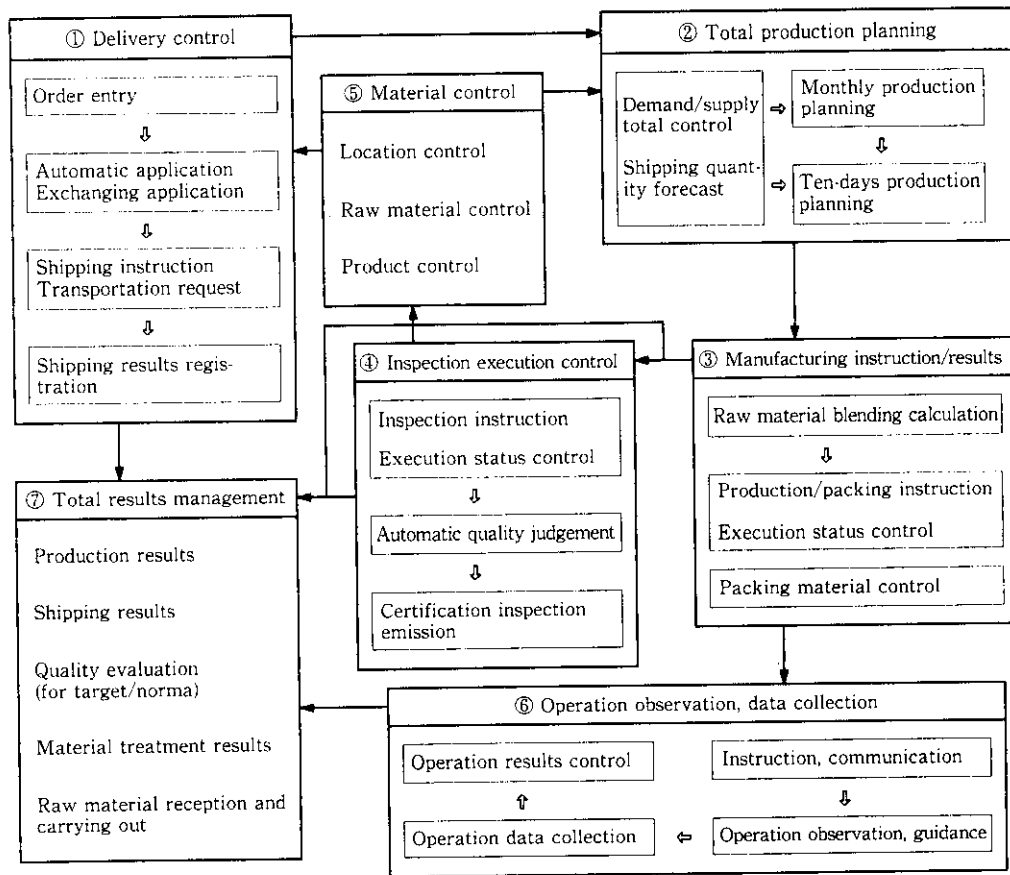 ① Delivery control
Order entry
Automatic application
Exchanging application
Shipping instruction
Transportation request
Shipping results regis-
tration
② Total production planning
Demand/supply
total control
Shipping quant-
ity forecast
Monthly production
planning
Ten-days production
planning
⑤ Material control
Location control
Raw material control
Product control
④ Inspection execution control
Inspection instruction
Execution status control
Automatic quality judgement
Certification inspection
emission
③ Manufacturing instruction/results
Raw material blending calculation
Production/packing instruction
Execution status control
Packing material control
⑦ Total results management
Production results
Shipping results
Quality evaluation
(for target/norma)
Material treatment results
Raw material reception and
carrying out
⑥ Operation observation, data collection
Operation results control
Instruction, communication
Operation data collection
Operation observation, guidance